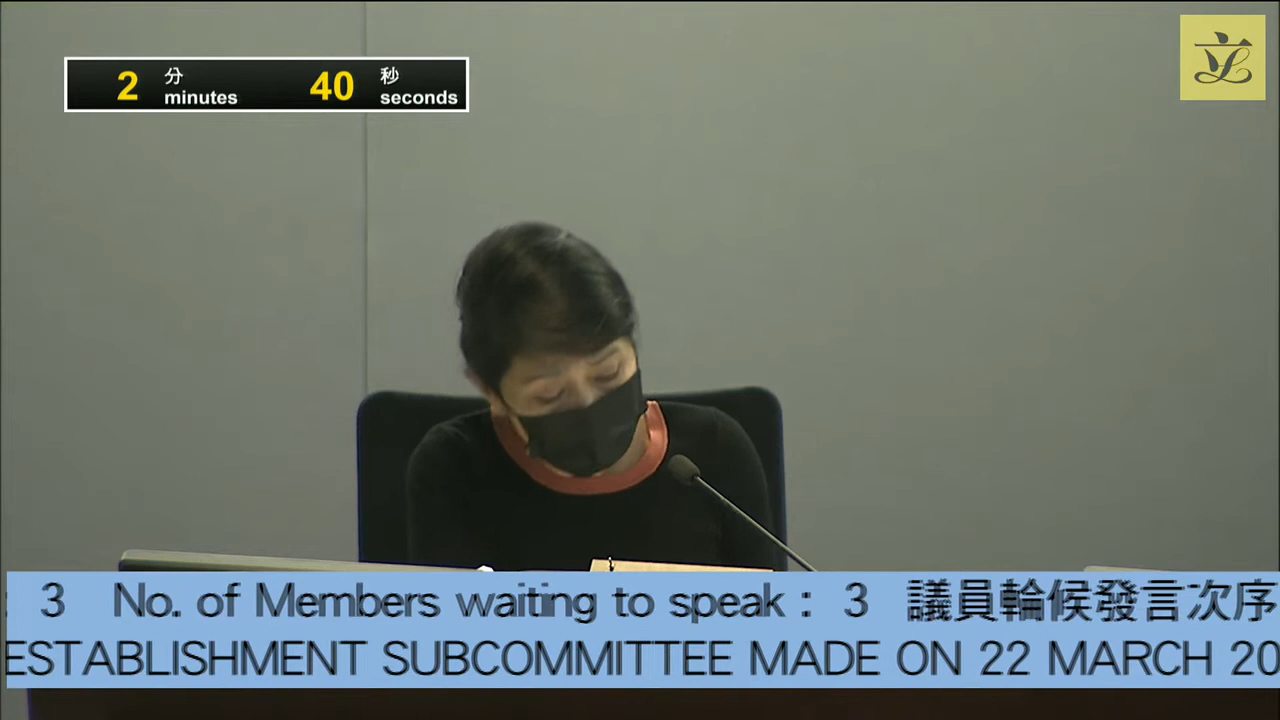 2 分 minutes 40 秒 seconds
立
: 3 No. of Members waiting to speak : 3 議員輪候發言次序
ESTABLISHMENT SUBCOMMITTEE MADE ON 22 MARCH 20